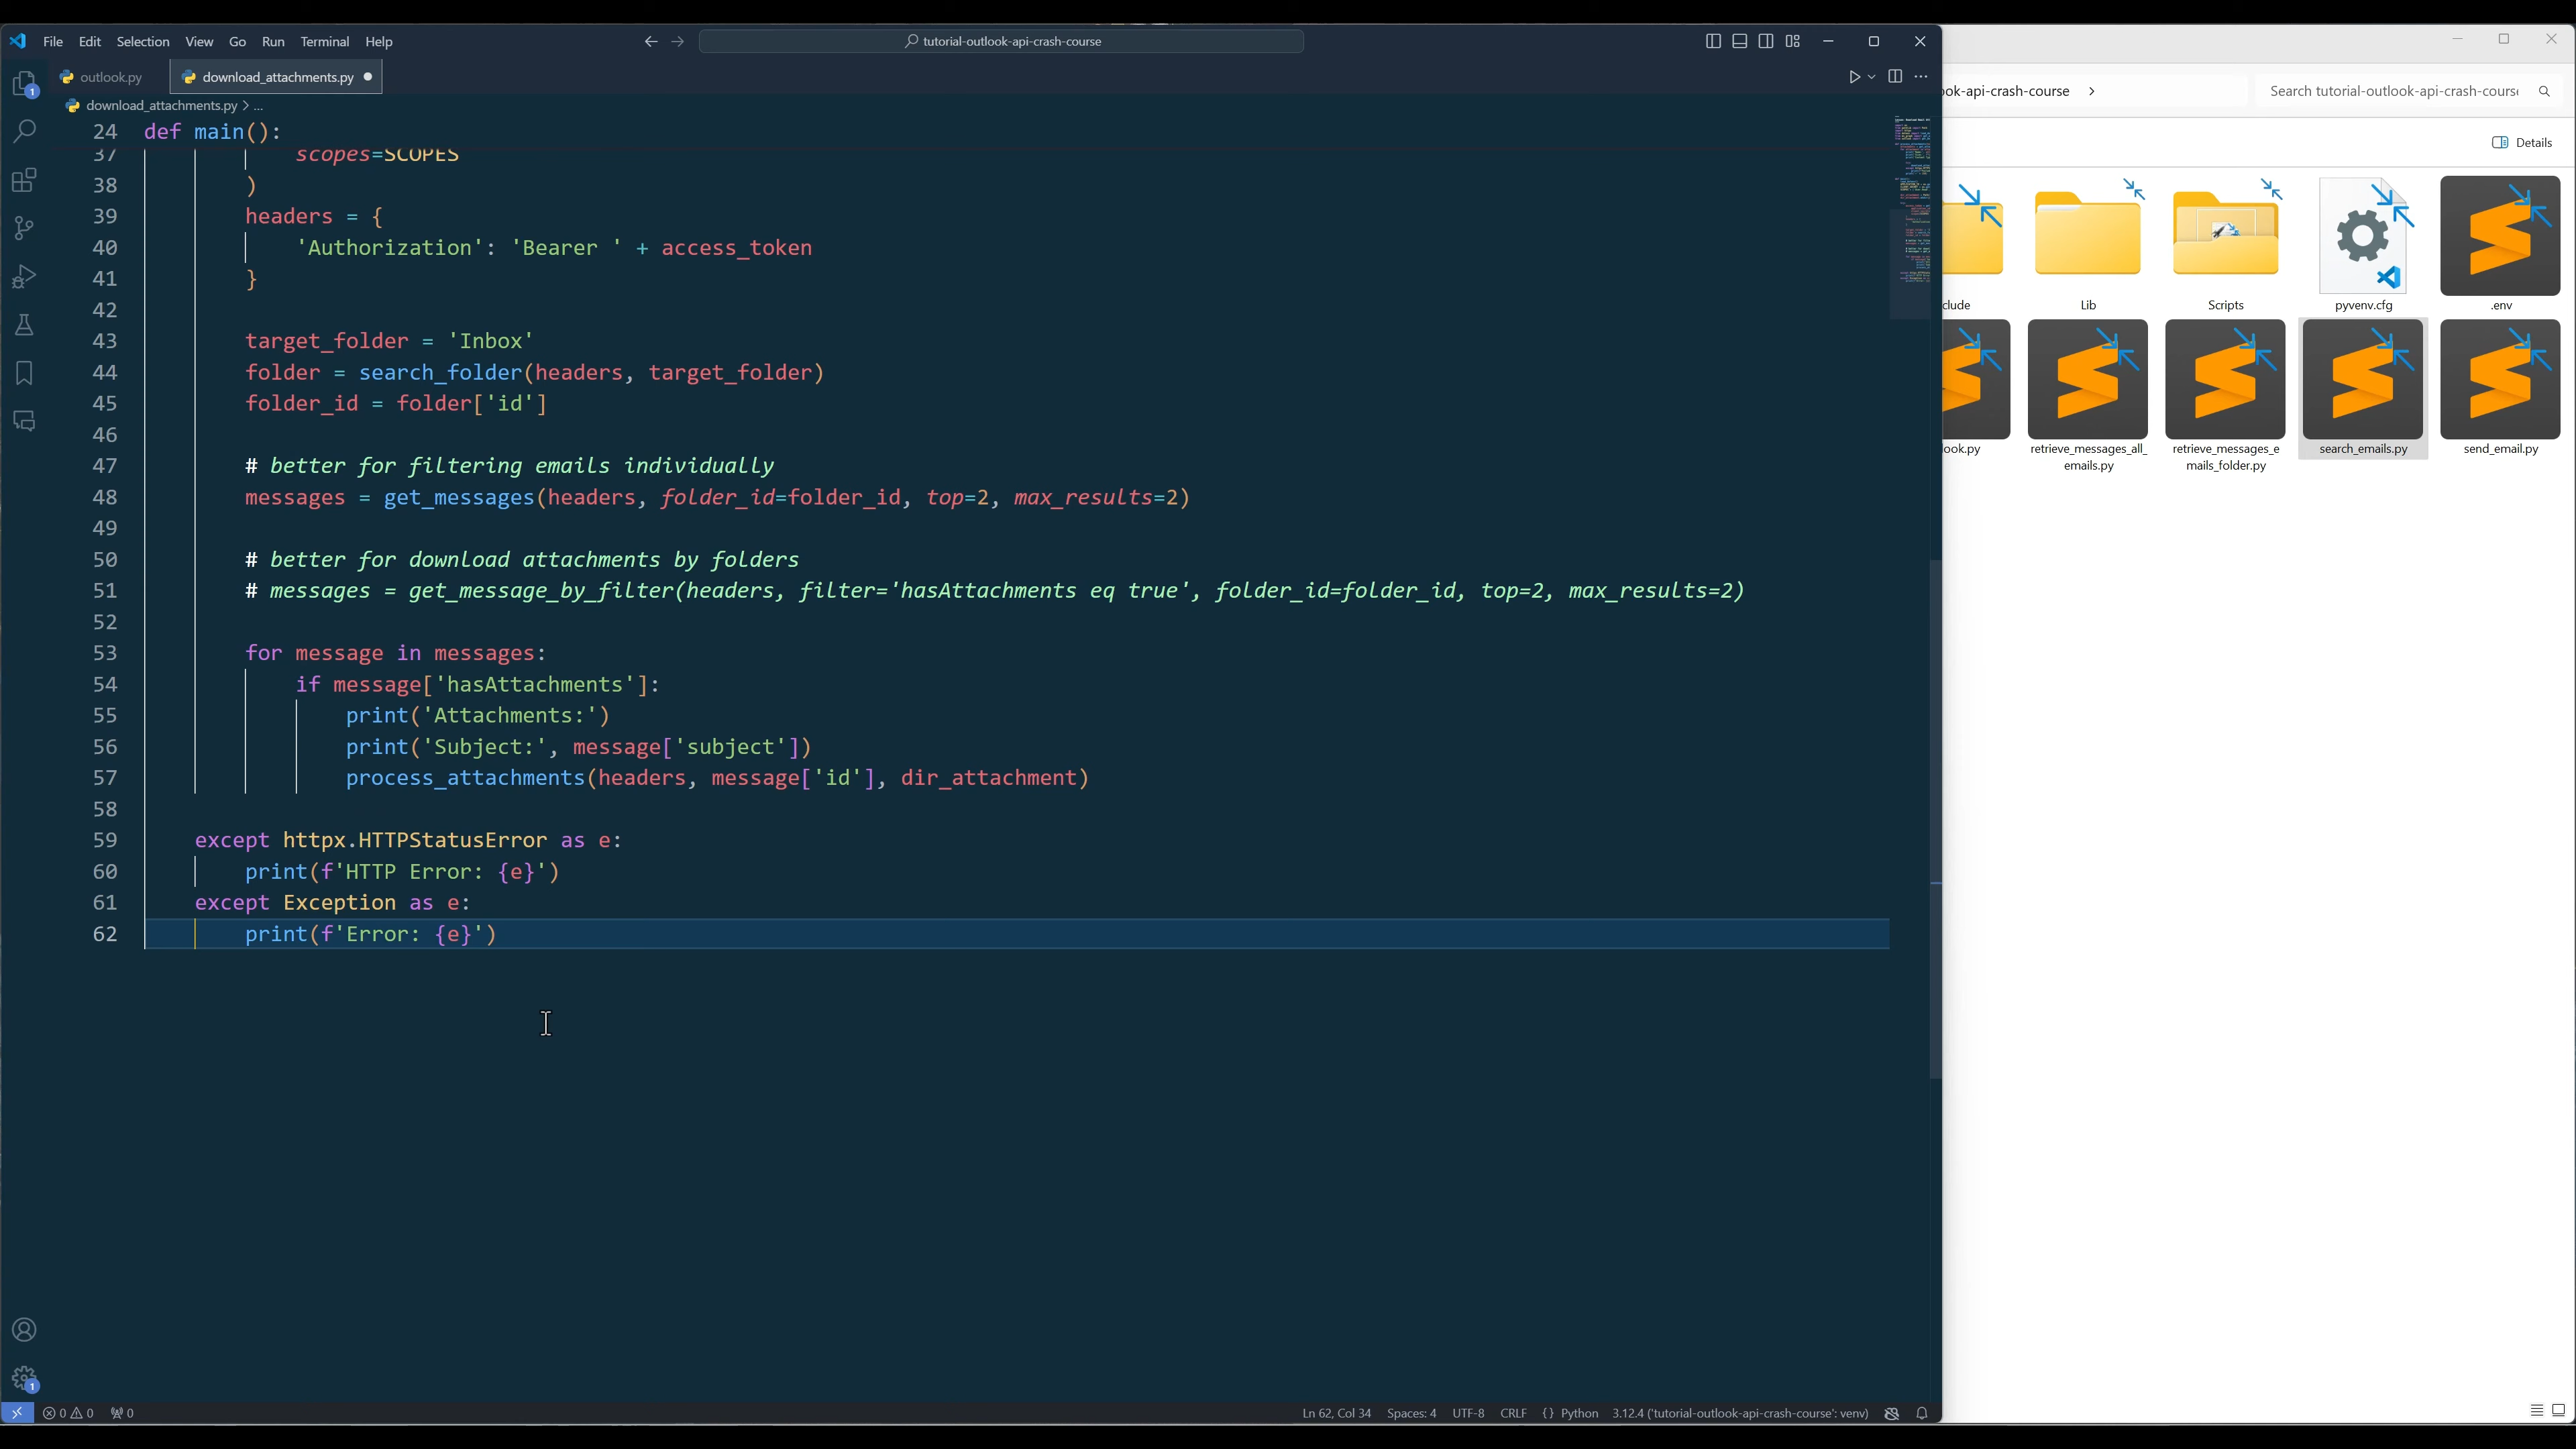 File Edit Selection View Go Run Terminal Help
tutorial-outlook-api-crash-course
outlook.py
download_attachments.py
download_attachments.py > ...
24 def main():
37 scopes=SCOPES
38 )
39 headers = {
40 'Authorization': 'Bearer ' + access_token
41 }
42
43 target_folder = 'Inbox'
44 folder = search_folder(headers, target_folder)
45 folder_id = folder['id']
46
47 # better for filtering emails individually
48 messages = get_messages(headers, folder_id=folder_id, top=2, max_results=2)
49
50 # better for download attachments by folders
51 # messages = get_message_by_filter(headers, filter='hasAttachments eq true', folder_id=folder_id, top=2, max_results=2)
52
53 for message in messages:
54 if message['hasAttachments']:
55 print('Attachments:')
56 print('Subject:', message['subject'])
57 process_attachments(headers, message['id'], dir_attachment)
58
59 except httpx.HTTPStatusError as e:
60 print(f'HTTP Error: {e}')
61 except Exception as e:
62 print(f'Error: {e}')
1
1
0 0 0
Ln 62, Col 34 Spaces: 4 UTF-8 CRLF {} Python 3.12.4 ('tutorial-outlook-api-crash-course': venv)
ok-api-crash-course >
Search tutorial-outlook-api-crash-cours
Details
clude
Lib
Scripts
pyvenv.cfg
.env
look.py
retrieve_messages_all_
emails.py
retrieve_messages_e
mails_folder.py
search_emails.py
send_email.py